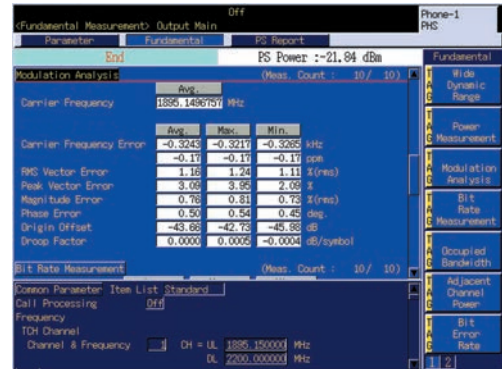 Off
Phone-1
PHS
<Fundamental Measurement> Output Main
Parameter Fundamental PS Report
End PS Power :-21.84 dBm Fundamental
Modulation Analysis (Meas. Count : 10/ 10)
Avg.
Carrier Frequency 1895.1496757 MHz
Avg. Max. Min.
Carrier Frequency Error -0.3243 -0.3217 -0.3265 kHz
-0.17 -0.17 -0.17 ppm
RMS Vector Error 1.16 1.24 1.11 %(rms)
Peak Vector Error 3.09 3.95 2.08 %
Magnitude Error 0.76 0.81 0.73 %(rms)
Phase Error 0.50 0.54 0.45 deg.
Origin Offset -43.66 -42.73 -45.98 dB
Droop Factor 0.0000 0.0005 -0.0004 dB/symbol
Bit Rate Measurement (Meas. Count : 10/ 10)
Common Parameter Item List Standard
Call Processing Off
Frequency
TCH Channel
Channel & Frequency 1 CH = UL 1895.150000 MHz
DL 2200.000000 MHz
TAG Wide Dynamic Range
TAG Power Measurement
TAG Modulation Analysis
TAG Bit Rate Measurement
TAG Occupied Bandwidth
TAG Adjacent Channel Power
TAG Bit Error Rate
1 2